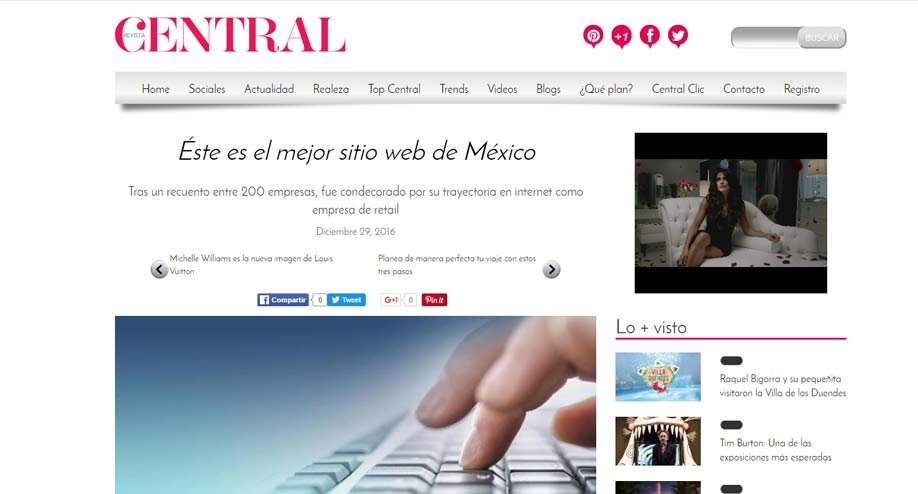 REVISTA
CENTRAL
+1
BUSCAR
Home Sociales Actualidad Realeza Top Central Trends Videos Blogs ¿Qué plan? Central Clic Contacto Registro
Éste es el mejor sitio web de México
Tras un recuento entre 200 empresas, fue condecorado por su trayectoria en internet como
empresa de retail
Diciembre 29, 2016
Michelle Williams es la nueva imagen de Louis
Vuitton
Planea de manera perfecta tu viaje con estos
tres pasos
Compartir 0 Tweet G+1 0 Pin it
Lo + visto
VILLA
DUENDES
Raquel Bigorra y su pequeñita
visitaron la Villa de los Duendes
Tim Burton: Una de las
exposiciones más esperadas